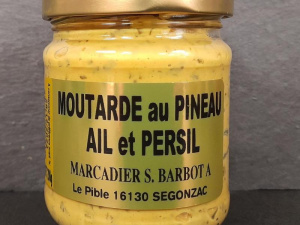 MOUTARDE au PINEAU
AIL et PERSIL
MARCADIER S. BARBOT A
Le Pible 16130 SEGONZAC